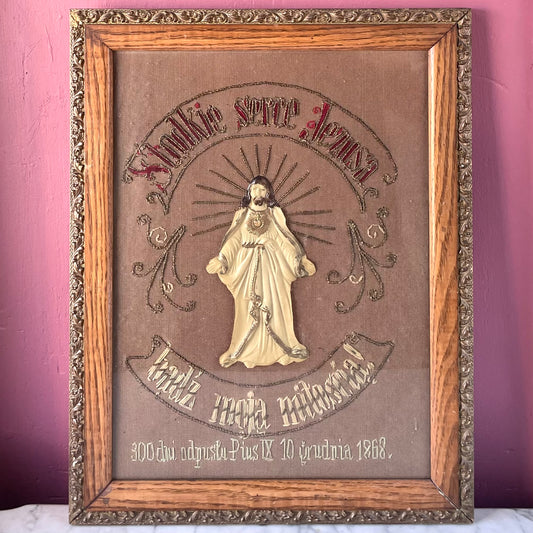 Słodkie serce Jezusa
bądź moją miłością!
300 dni odpustu Pius IX 10 grudnia 1868.